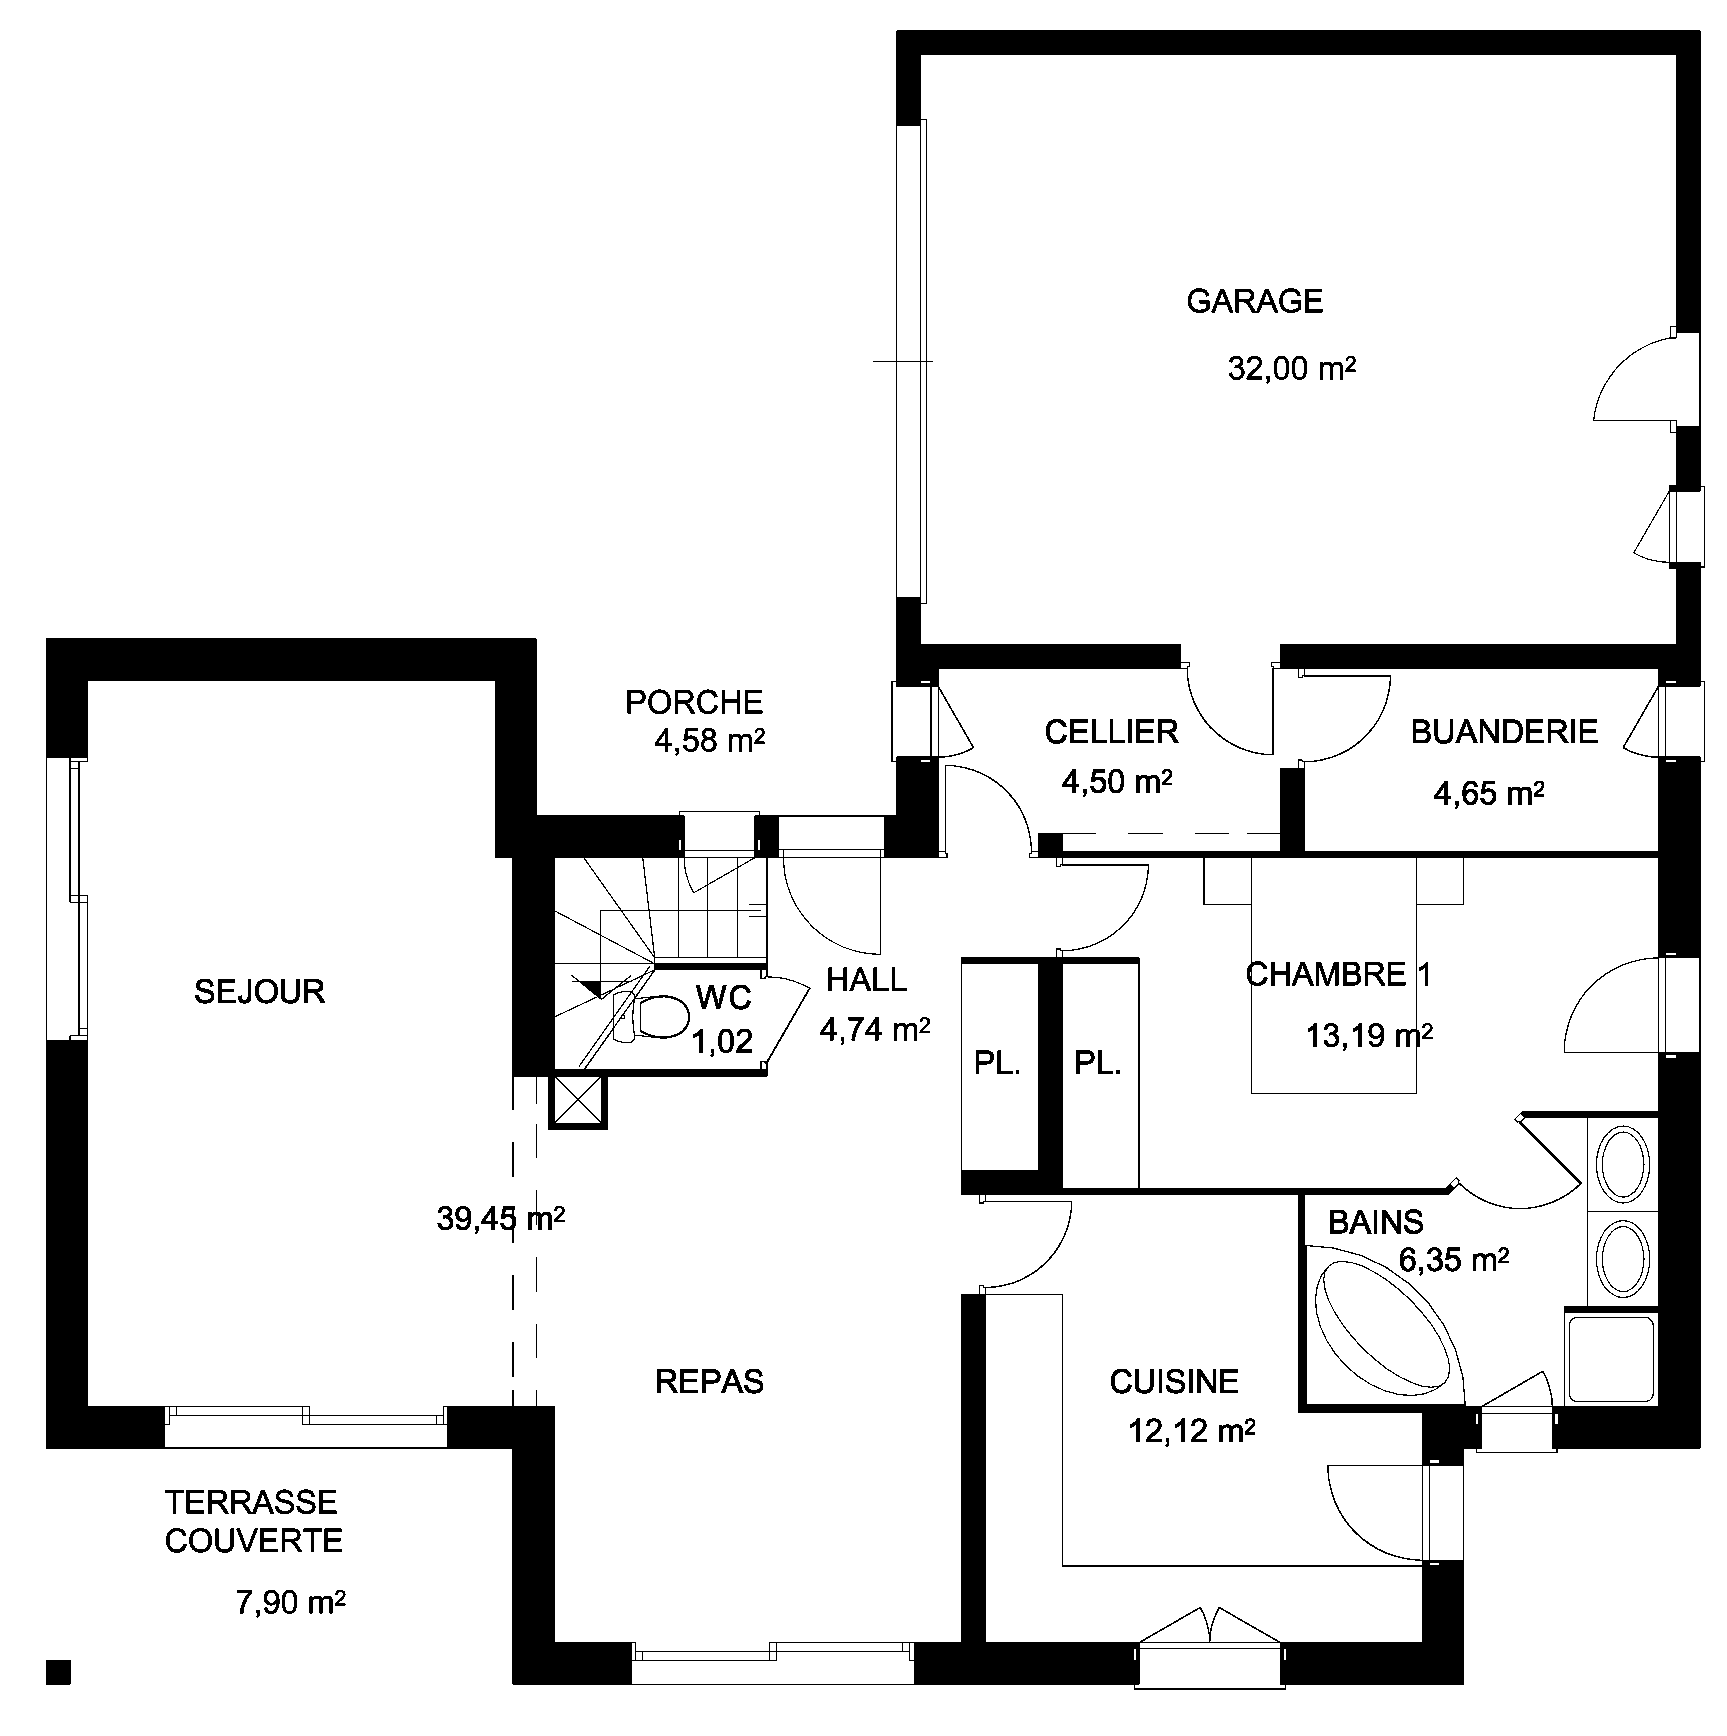 GARAGE
32,00 m²
PORCHE
4,58 m²
CELLIER
4,50 m²
BUANDERIE
4,65 m²
SEJOUR
WC
1,02
HALL
4,74 m²
PL.
PL.
CHAMBRE 1
13,19 m²
39,45 m²
BAINS
6,35 m²
REPAS
CUISINE
12,12 m²
TERRASSE
COUVERTE
7,90 m²